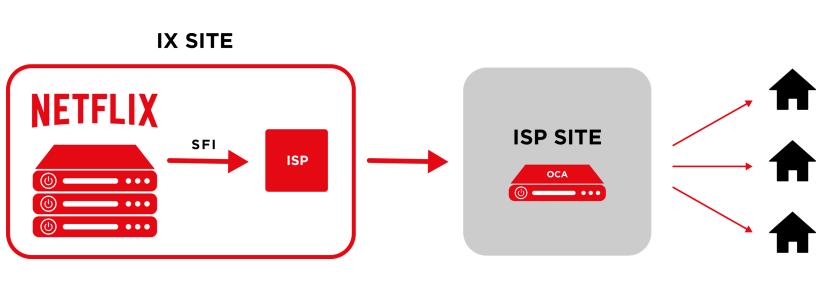 IX SITE
NETFLIX
SFI
ISP
ISP SITE
OCA